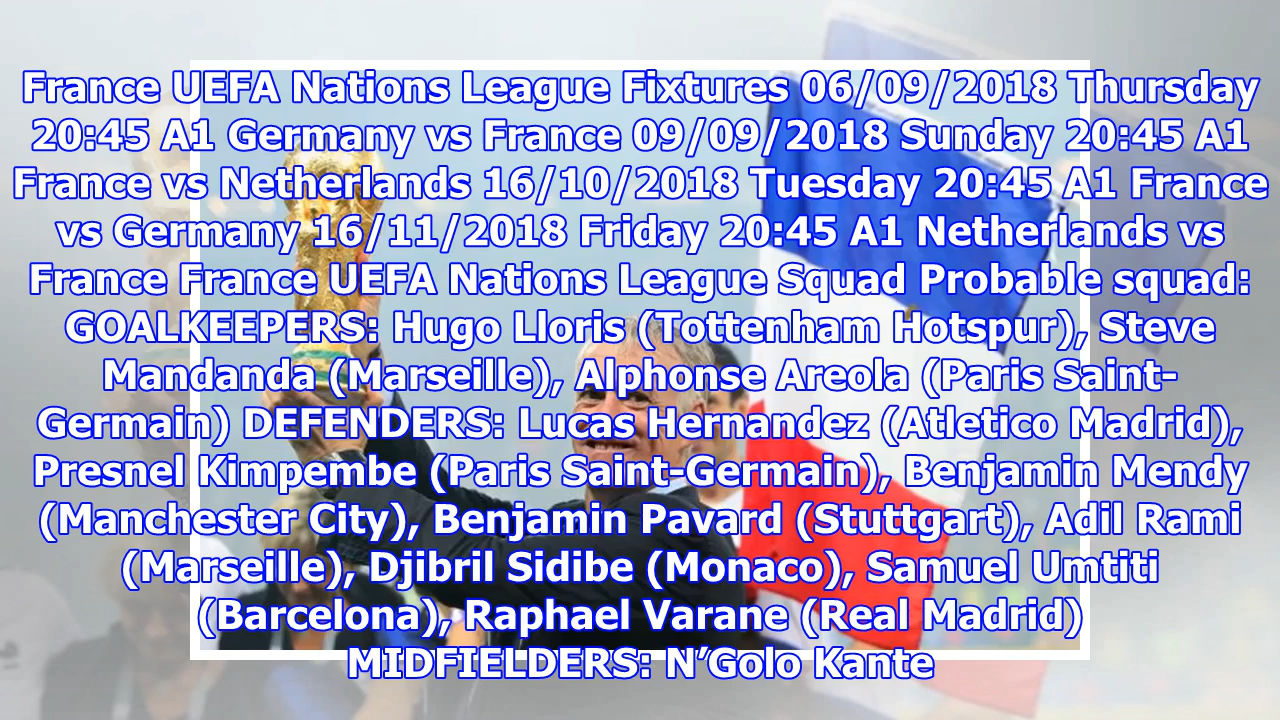 France UEFA Nations League Fixtures 06/09/2018 Thursday
20:45 A1 Germany vs France 09/09/2018 Sunday 20:45 A1
France vs Netherlands 16/10/2018 Tuesday 20:45 A1 France
vs Germany 16/11/2018 Friday 20:45 A1 Netherlands vs
France France UEFA Nations League Squad Probable squad:
GOALKEEPERS: Hugo Lloris (Tottenham Hotspur), Steve
Mandanda (Marseille), Alphonse Areola (Paris Saint-
Germain) DEFENDERS: Lucas Hernandez (Atletico Madrid),
Presnel Kimpembe (Paris Saint-Germain), Benjamin Mendy
(Manchester City), Benjamin Pavard (Stuttgart), Adil Rami
(Marseille), Djibril Sidibe (Monaco), Samuel Umtiti
(Barcelona), Raphael Varane (Real Madrid)
MIDFIELDERS: N’Golo Kante